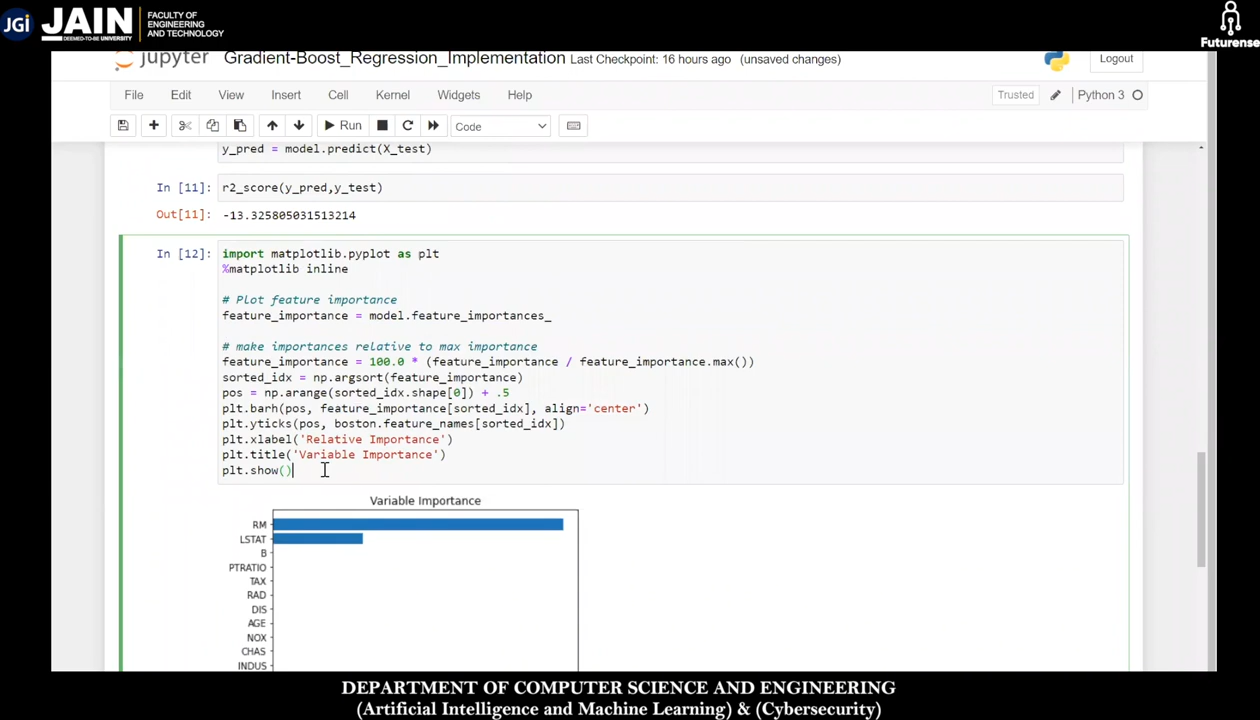 JGI JAIN DEEMED-TO-BE UNIVERSITY
FACULTY OF
ENGINEERING
AND TECHNOLOGY
Futurense
jupyter Gradient-Boost_Regression_Implementation Last Checkpoint: 16 hours ago (unsaved changes) Logout
File Edit View Insert Cell Kernel Widgets Help Trusted Python 3
Run Code
y_pred = model.predict(X_test)
In [11]: r2_score(y_pred,y_test)
Out[11]: -13.325805031513214
In [12]: import matplotlib.pyplot as plt
%matplotlib inline
# Plot feature importance
feature_importance = model.feature_importances_
# make importances relative to max importance
feature_importance = 100.0 * (feature_importance / feature_importance.max())
sorted_idx = np.argsort(feature_importance)
pos = np.arange(sorted_idx.shape[0]) + .5
plt.barh(pos, feature_importance[sorted_idx], align='center')
plt.yticks(pos, boston.feature_names[sorted_idx])
plt.xlabel('Relative Importance')
plt.title('Variable Importance')
plt.show()
Variable Importance
RM
LSTAT
B
PTRATIO
TAX
RAD
DIS
AGE
NOX
CHAS
INDUS
DEPARTMENT OF COMPUTER SCIENCE AND ENGINEERING
(Artificial Intelligence and Machine Learning) & (Cybersecurity)